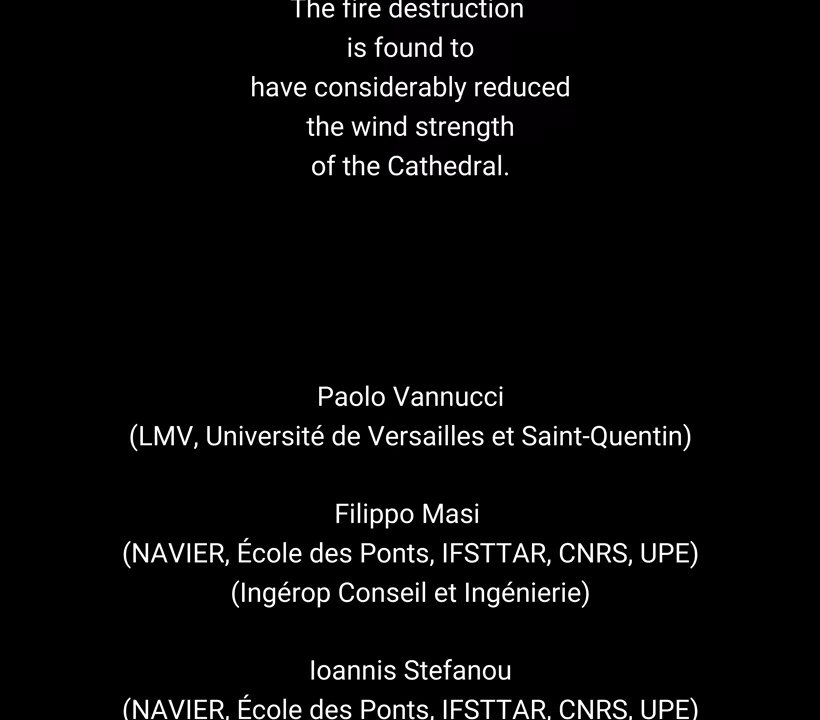 The fire destruction
is found to
have considerably reduced
the wind strength
of the Cathedral.
Paolo Vannucci
(LMV, Université de Versailles et Saint-Quentin)
Filippo Masi
(NAVIER, École des Ponts, IFSTTAR, CNRS, UPE)
(Ingérop Conseil et Ingénierie)
Ioannis Stefanou
(NAVIER, École des Ponts, IFSTTAR, CNRS, UPE)